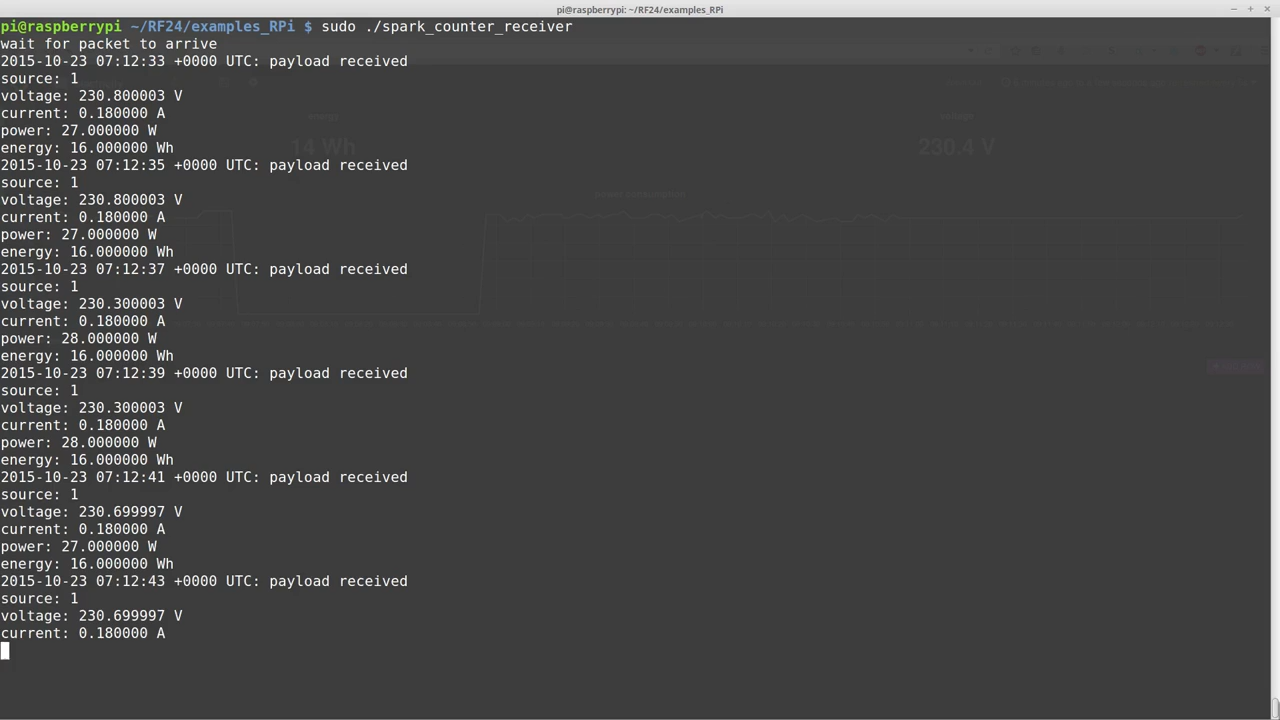 pi@raspberrypi: ~/RF24/examples_RPi
pi@raspberrypi ~/RF24/examples_RPi $ sudo ./spark_counter_receiver
wait for packet to arrive
2015-10-23 07:12:33 +0000 UTC: payload received
source: 1
voltage: 230.800003 V
current: 0.180000 A
power: 27.000000 W
energy: 16.000000 Wh
2015-10-23 07:12:35 +0000 UTC: payload received
source: 1
voltage: 230.800003 V
current: 0.180000 A
power: 27.000000 W
energy: 16.000000 Wh
2015-10-23 07:12:37 +0000 UTC: payload received
source: 1
voltage: 230.300003 V
current: 0.180000 A
power: 28.000000 W
energy: 16.000000 Wh
2015-10-23 07:12:39 +0000 UTC: payload received
source: 1
voltage: 230.300003 V
current: 0.180000 A
power: 28.000000 W
energy: 16.000000 Wh
2015-10-23 07:12:41 +0000 UTC: payload received
source: 1
voltage: 230.699997 V
current: 0.180000 A
power: 27.000000 W
energy: 16.000000 Wh
2015-10-23 07:12:43 +0000 UTC: payload received
source: 1
voltage: 230.699997 V
current: 0.180000 A
energy
14 Wh
voltage
230.4 V
power consumption